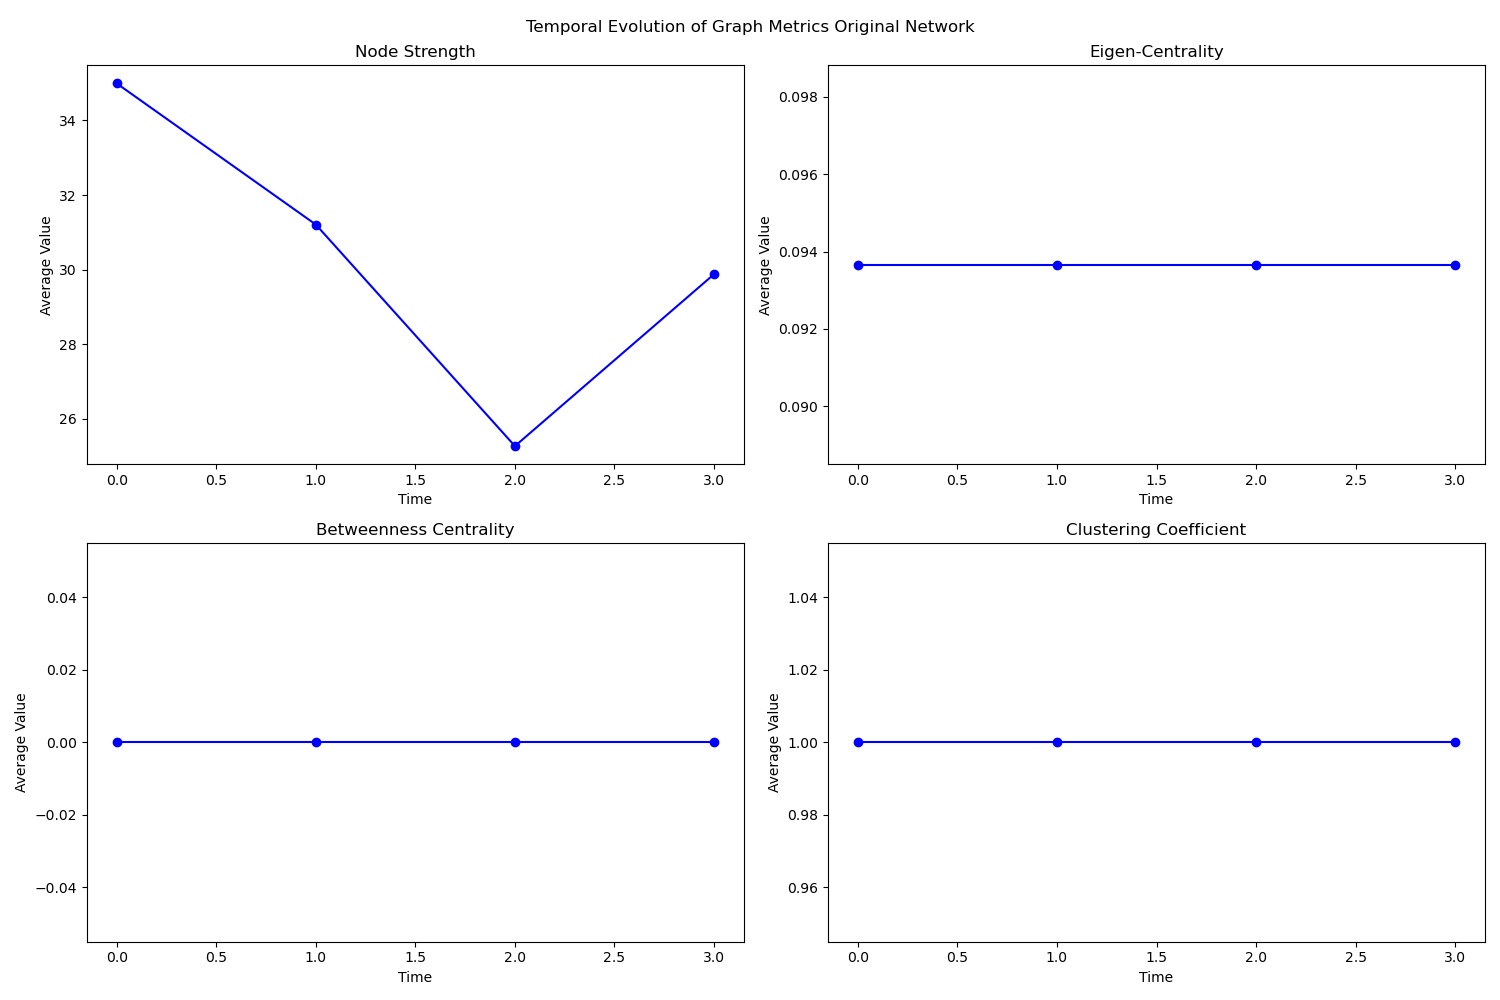 Temporal Evolution of Graph Metrics Original Network
Node Strength
34
32
30
28
26
Average Value
0.0 0.5 1.0 1.5 2.0 2.5 3.0
Time
Eigen-Centrality
0.098
0.096
0.094
0.092
0.090
Average Value
0.0 0.5 1.0 1.5 2.0 2.5 3.0
Time
Betweenness Centrality
0.04
0.02
0.00
−0.02
−0.04
Average Value
0.0 0.5 1.0 1.5 2.0 2.5 3.0
Time
Clustering Coefficient
1.04
1.02
1.00
0.98
0.96
Average Value
0.0 0.5 1.0 1.5 2.0 2.5 3.0
Time